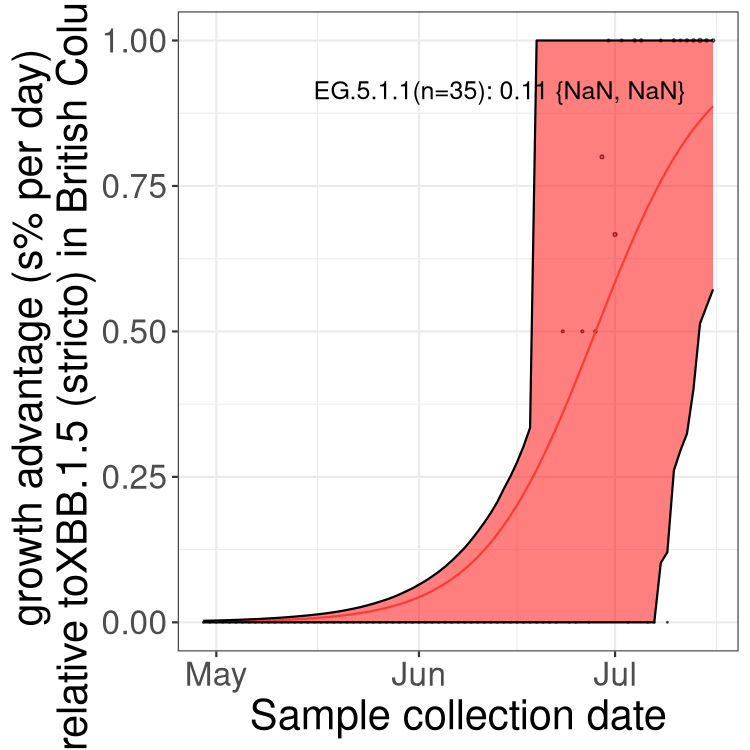 growth advantage (s% per day)
relative toXBB.1.5 (stricto) in British Colu
1.00
0.75
0.50
0.25
0.00
EG.5.1.1(n=35): 0.11 {NaN, NaN}
May Jun Jul
Sample collection date